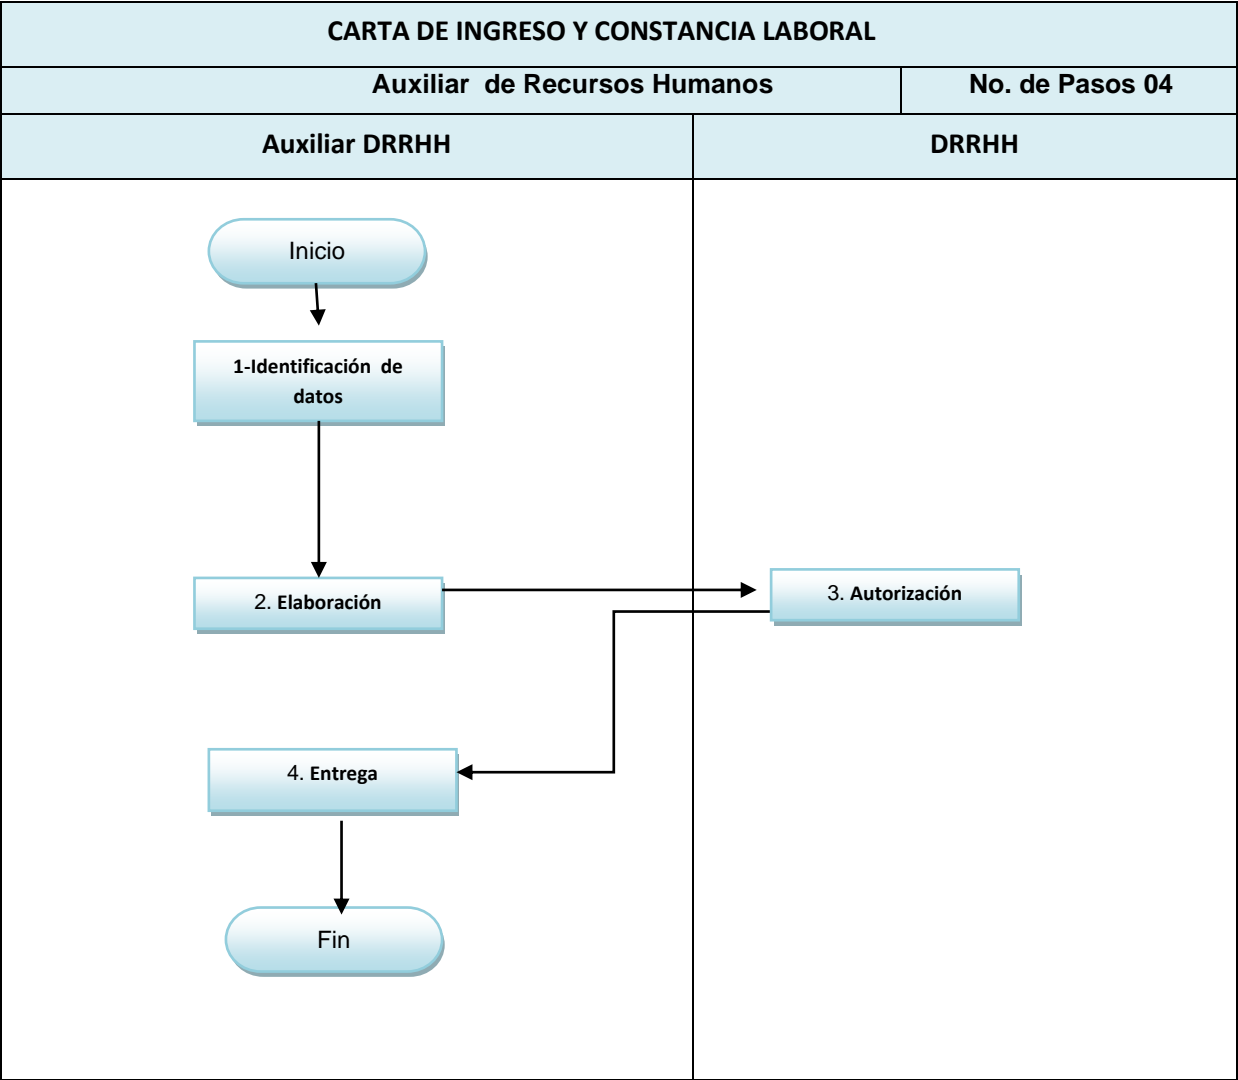 CARTA DE INGRESO Y CONSTANCIA LABORAL
Auxiliar de Recursos Humanos
No. de Pasos 04
Auxiliar DRRHH
DRRHH
Inicio
1-Identificación de
datos
2. Elaboración
3. Autorización
4. Entrega
Fin